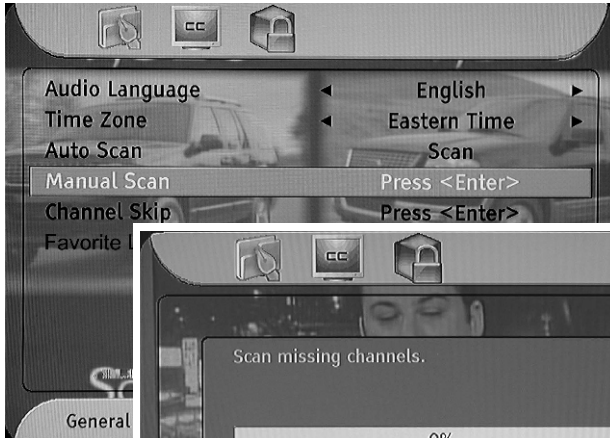 CC
Audio Language English
Time Zone Eastern Time
Auto Scan Scan
Manual Scan Press <Enter>
Channel Skip Press <Enter>
Favorite
General
CC
Scan missing channels.
0%